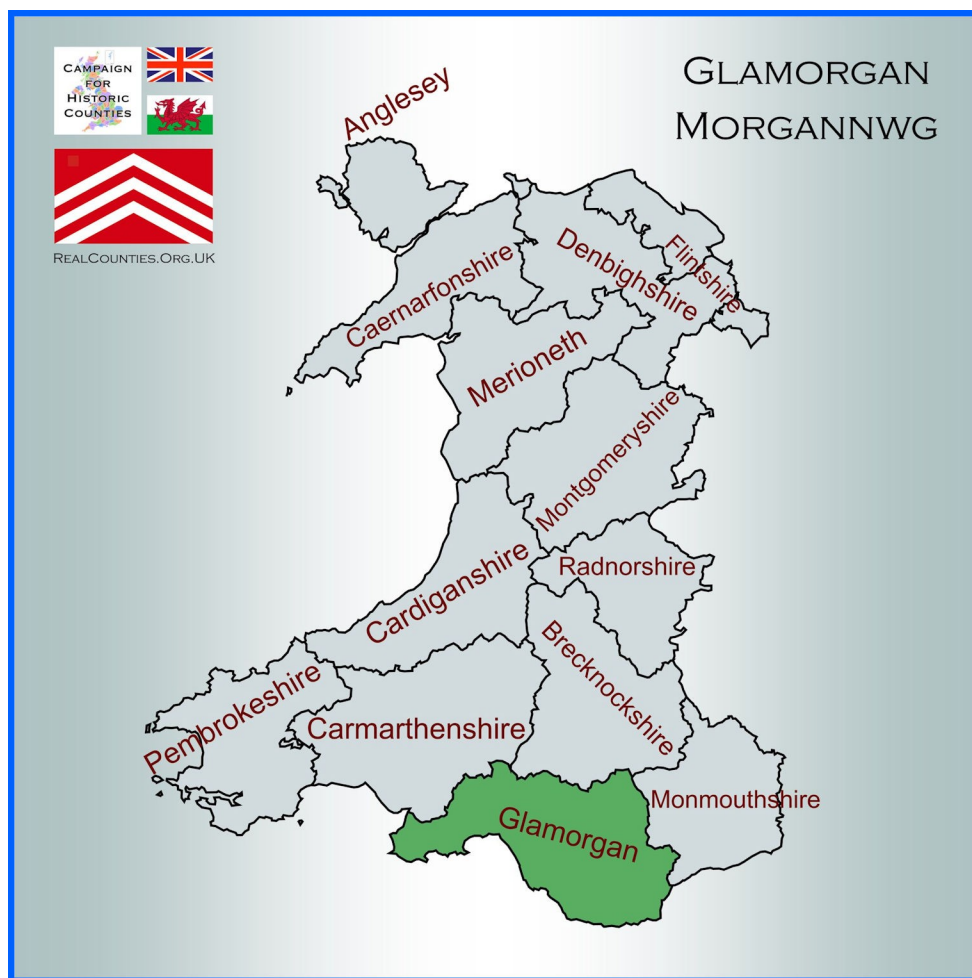 Campaign
for
Historic
Counties
RealCounties.Org.UK
Glamorgan
Morgannwg
Anglesey
Caernarfonshire
Denbighshire
Flintshire
Merioneth
Montgomeryshire
Cardiganshire
Radnorshire
Brecknockshire
Pembrokeshire
Carmarthenshire
Monmouthshire
Glamorgan